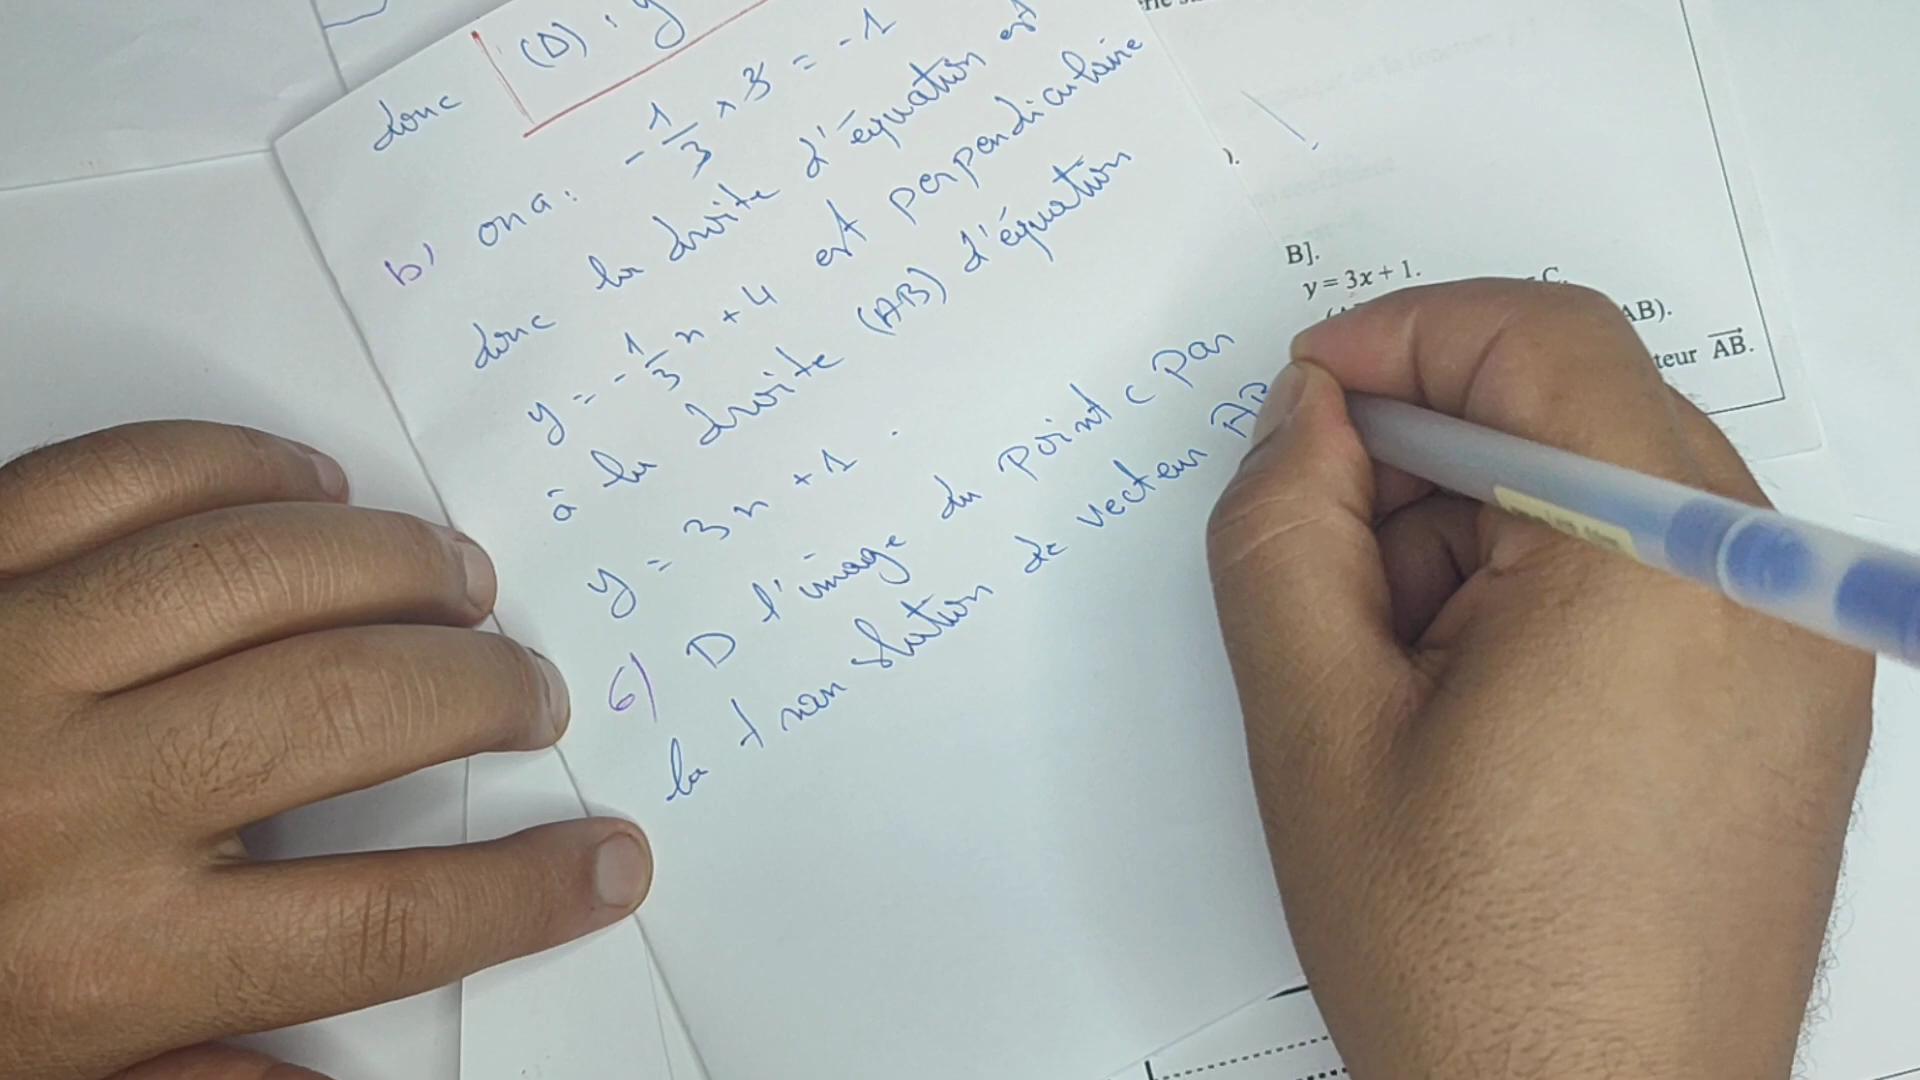 donc (D) : y
b) on a : - 1/3 × 3 = -1
donc la droite d'équation est
y = - 1/3 x + 4 est perpendiculaire
à la droite (AB) d'équation
y = 3x + 1 .
6) D l'image du point C par
la translation de vecteur AB
).
B].
y = 3x + 1.
C.
AB).
teur AB.